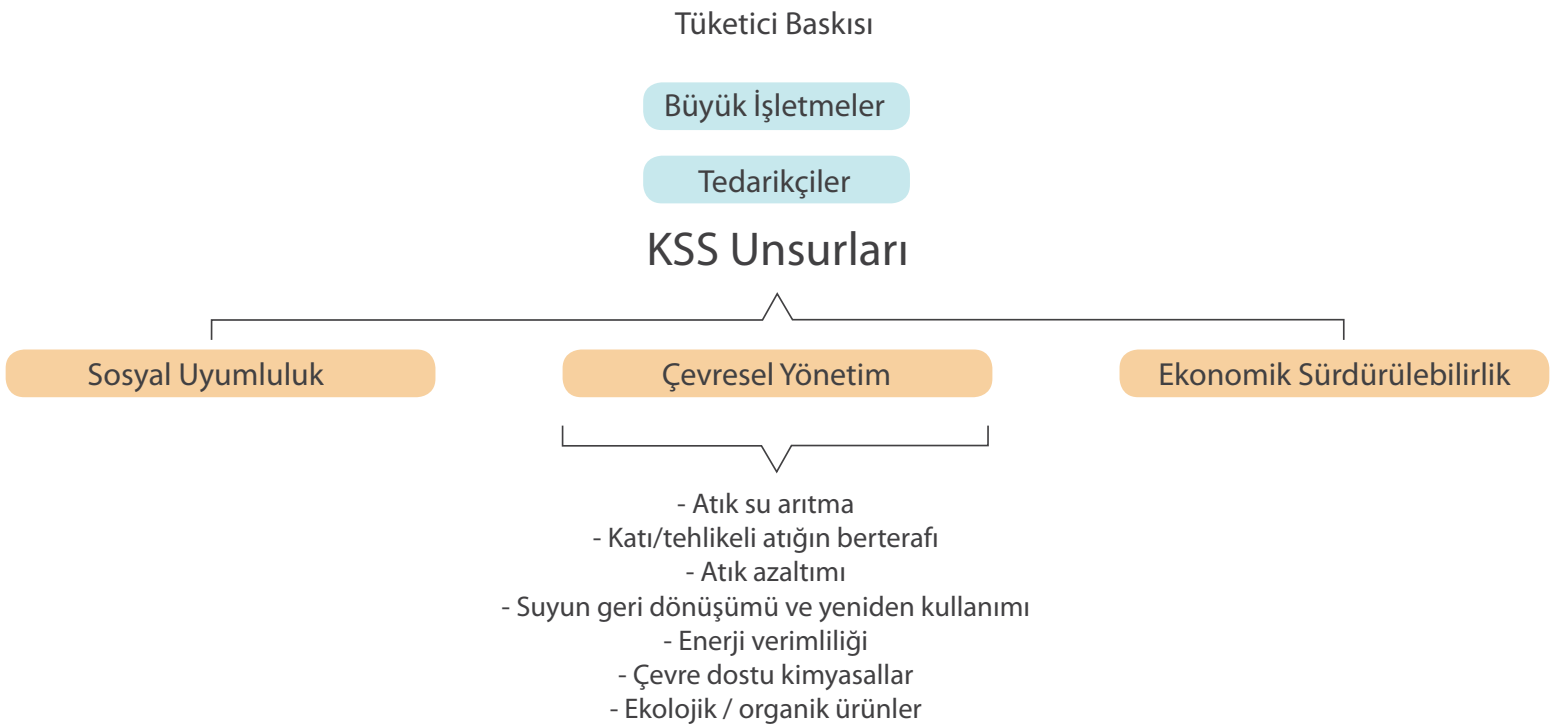 Tüketici Baskısı
Büyük İşletmeler
Tedarikçiler
KSS Unsurları
Sosyal Uyumluluk
Çevresel Yönetim
Ekonomik Sürdürülebilirlik
- Atık su arıtma
- Katı/tehlikeli atığın berterafı
- Atık azaltımı
- Suyun geri dönüşümü ve yeniden kullanımı
- Enerji verimliliği
- Çevre dostu kimyasallar
- Ekolojik / organik ürünler